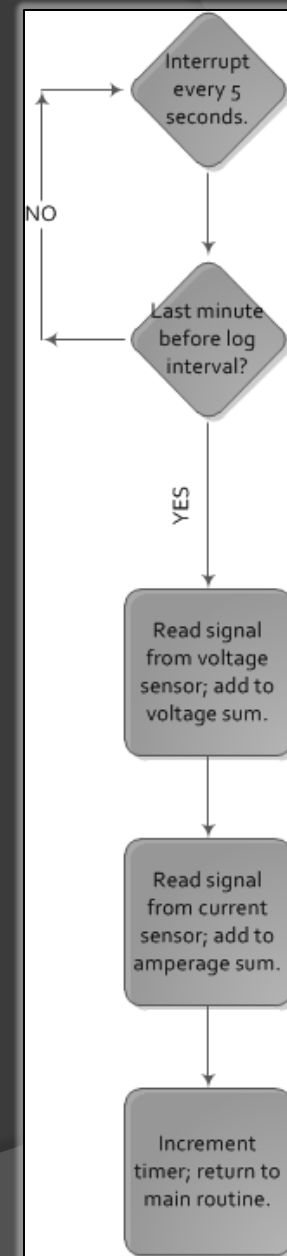 Interrupt
every 5
seconds.
NO
Last minute
before log
interval?
YES
Read signal
from voltage
sensor; add to
voltage sum.
Read signal
from current
sensor; add to
amperage sum.
Increment
timer; return to
main routine.